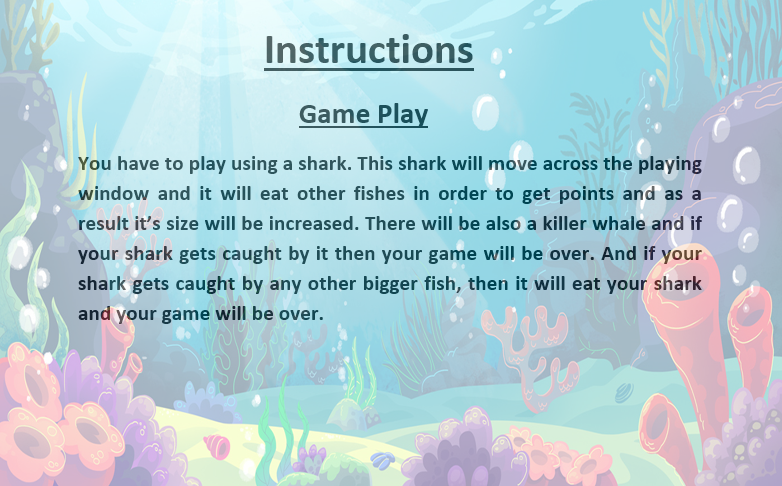 Instructions
Game Play
You have to play using a shark. This shark will move across the playing
window and it will eat other fishes in order to get points and as a
result it’s size will be increased. There will be also a killer whale and if
your shark gets caught by it then your game will be over. And if your
shark gets caught by any other bigger fish, then it will eat your shark
and your game will be over.